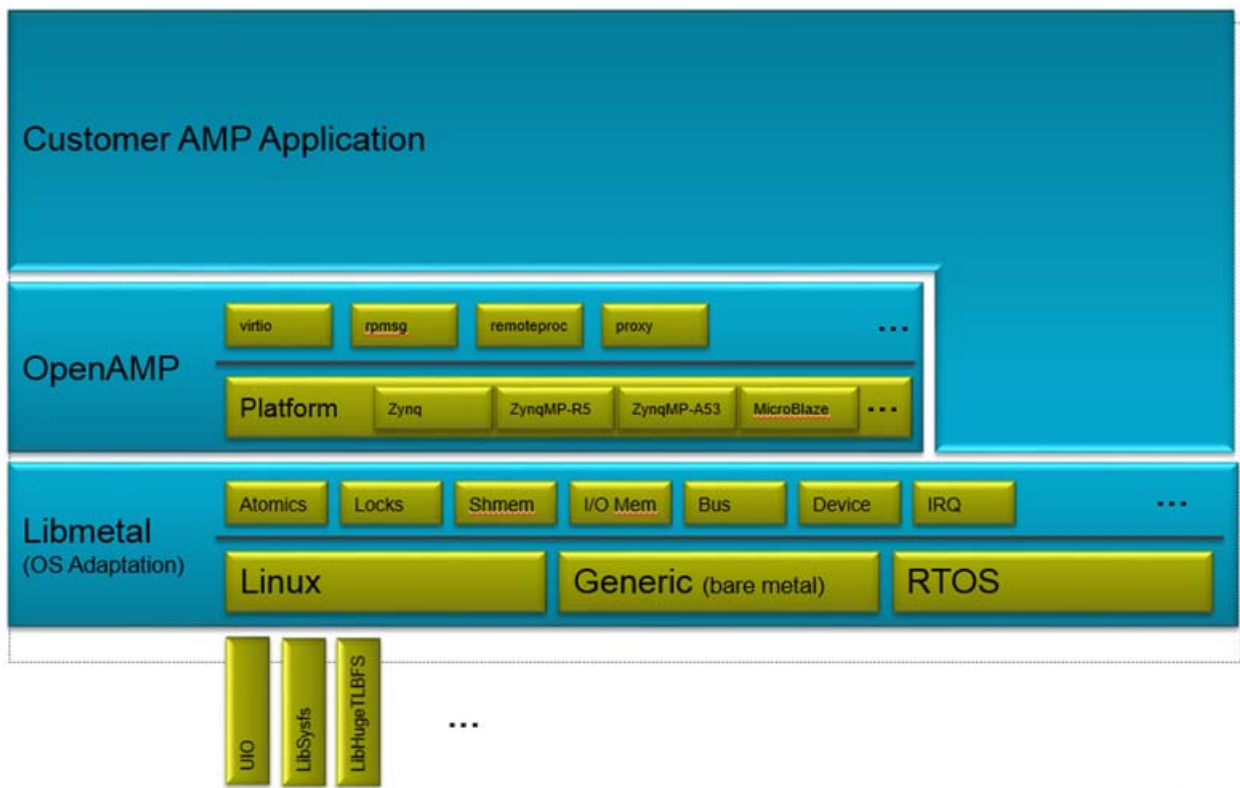 Customer AMP Application
OpenAMP
virtio
rpmsg
remoteproc
proxy
...
Platform
Zynq
ZynqMP-R5
ZynqMP-A53
MicroBlaze
...
Libmetal
(OS Adaptation)
Atomics
Locks
Shmem
I/O Mem
Bus
Device
IRQ
...
Linux
Generic (bare metal)
RTOS
UIO
LibSysfs
LibHugeTLBFS
...